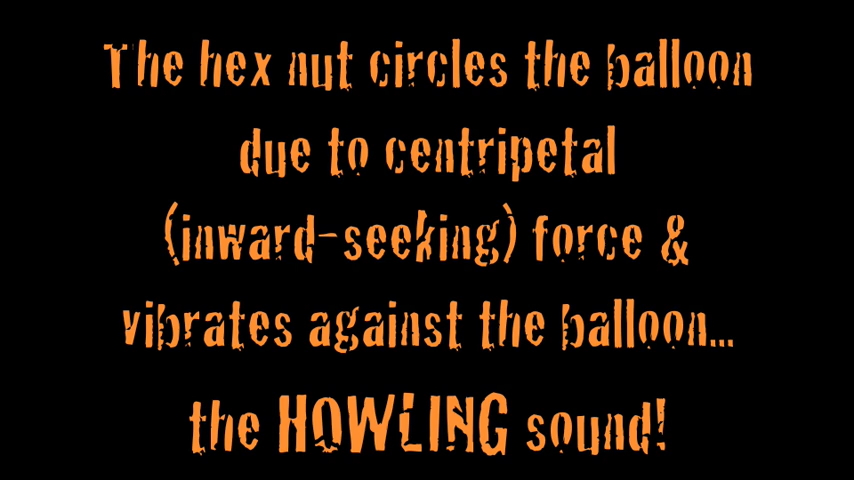 The hex nut circles the balloon
due to centripetal
(inward-seeking) force &
vibrates against the balloon...
the HOWLING sound!